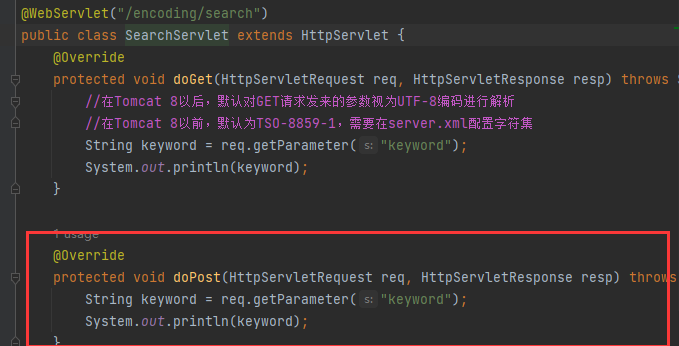 @WebServlet("/encoding/search")
public class SearchServlet extends HttpServlet {
@Override
protected void doGet(HttpServletRequest req, HttpServletResponse resp) throws
//在Tomcat 8以后，默认对GET请求发来的参数视为UTF-8编码进行解析
//在Tomcat 8以前，默认为TSO-8859-1，需要在server.xml配置字符集
String keyword = req.getParameter( s: "keyword");
System.out.println(keyword);
}
usage
@Override
protected void doPost(HttpServletRequest req, HttpServletResponse resp) throws
String keyword = req.getParameter( s: "keyword");
System.out.println(keyword);
}